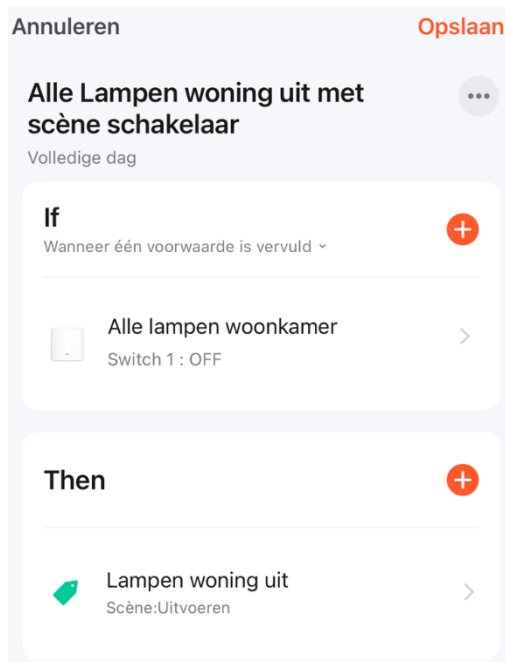 Annuleren Opslaan
Alle Lampen woning uit met
scène schakelaar
Volledige dag
If
Wanneer één voorwaarde is vervuld
Alle lampen woonkamer
Switch 1 : OFF
Then
Lampen woning uit
Scène:Uitvoeren